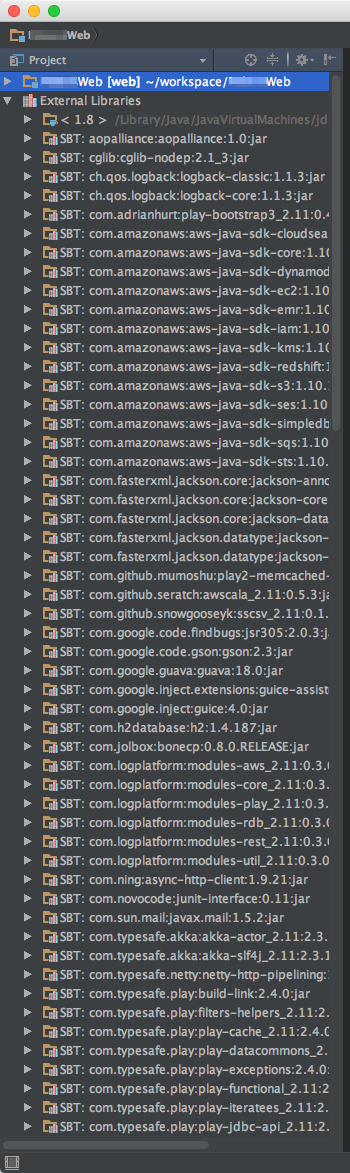 Web
Project
Web [web] ~/workspace/ Web
External Libraries
< 1.8 > /Library/Java/JavaVirtualMachines/jd
SBT: aopalliance:aopalliance:1.0:jar
SBT: cglib:cglib-nodep:2.1_3:jar
SBT: ch.qos.logback:logback-classic:1.1.3:jar
SBT: ch.qos.logback:logback-core:1.1.3:jar
SBT: com.adrianhurt:play-bootstrap3_2.11:0.4
SBT: com.amazonaws:aws-java-sdk-cloudsea
SBT: com.amazonaws:aws-java-sdk-core:1.10
SBT: com.amazonaws:aws-java-sdk-dynamod
SBT: com.amazonaws:aws-java-sdk-ec2:1.10
SBT: com.amazonaws:aws-java-sdk-emr:1.10
SBT: com.amazonaws:aws-java-sdk-iam:1.10
SBT: com.amazonaws:aws-java-sdk-kms:1.10
SBT: com.amazonaws:aws-java-sdk-redshift:1
SBT: com.amazonaws:aws-java-sdk-s3:1.10.
SBT: com.amazonaws:aws-java-sdk-ses:1.10
SBT: com.amazonaws:aws-java-sdk-simpledb
SBT: com.amazonaws:aws-java-sdk-sqs:1.10.
SBT: com.amazonaws:aws-java-sdk-sts:1.10.
SBT: com.fasterxml.jackson.core:jackson-anno
SBT: com.fasterxml.jackson.core:jackson-core
SBT: com.fasterxml.jackson.core:jackson-data
SBT: com.fasterxml.jackson.datatype:jackson-
SBT: com.fasterxml.jackson.datatype:jackson-
SBT: com.github.mumoshu:play2-memcached-
SBT: com.github.seratch:awscala_2.11:0.5.3:ja
SBT: com.github.snowgooseyk:sscsv_2.11:0.1.
SBT: com.google.code.findbugs:jsr305:2.0.3:ja
SBT: com.google.code.gson:gson:2.3:jar
SBT: com.google.guava:guava:18.0:jar
SBT: com.google.inject.extensions:guice-assist
SBT: com.google.inject:guice:4.0:jar
SBT: com.h2database:h2:1.4.187:jar
SBT: com.jolbox:bonecp:0.8.0.RELEASE:jar
SBT: com.logplatform:modules-aws_2.11:0.3.
SBT: com.logplatform:modules-core_2.11:0.3.
SBT: com.logplatform:modules-play_2.11:0.3.
SBT: com.logplatform:modules-rdb_2.11:0.3.0
SBT: com.logplatform:modules-rest_2.11:0.3.0
SBT: com.logplatform:modules-util_2.11:0.3.0
SBT: com.ning:async-http-client:1.9.21:jar
SBT: com.novocode:junit-interface:0.11:jar
SBT: com.sun.mail:javax.mail:1.5.2:jar
SBT: com.typesafe.akka:akka-actor_2.11:2.3.
SBT: com.typesafe.akka:akka-slf4j_2.11:2.3.1
SBT: com.typesafe.netty:netty-http-pipelining:
SBT: com.typesafe.play:build-link:2.4.0:jar
SBT: com.typesafe.play:filters-helpers_2.11:2
SBT: com.typesafe.play:play-cache_2.11:2.4.0
SBT: com.typesafe.play:play-datacommons_2.
SBT: com.typesafe.play:play-exceptions:2.4.0:
SBT: com.typesafe.play:play-functional_2.11:2
SBT: com.typesafe.play:play-iteratees_2.11:2.
SBT: com.typesafe.play:play-jdbc-api_2.11:2.